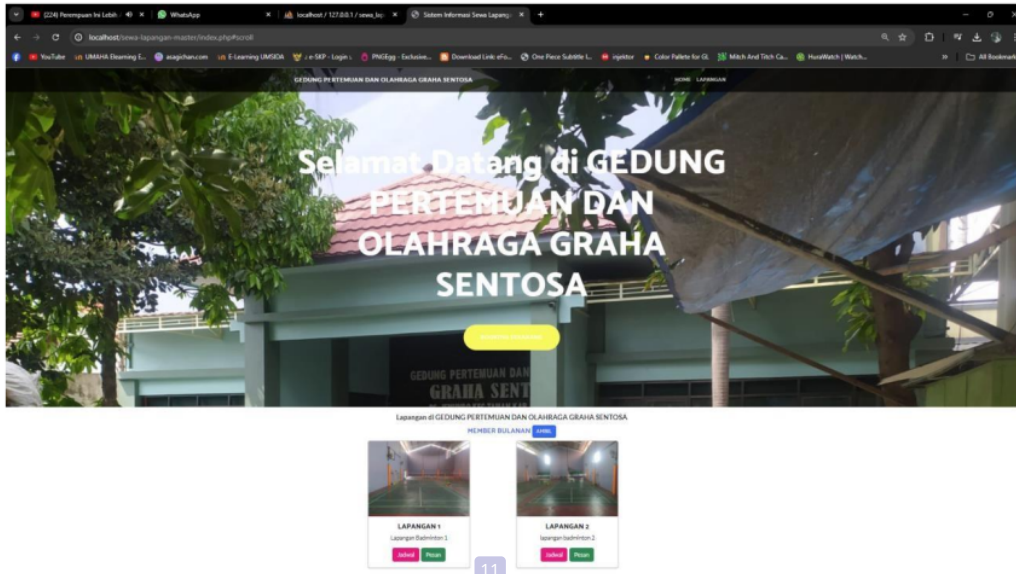 (224) Perempuan Ini Lebih
WhatsApp
localhost / 127.0.0.1 / sewa_lap
Sistem Informasi Sewa Lapang
localhost/sewa-lapangan-master/index.php#scroll
YouTube
UMAHA Elearning E...
asagichan.com
E-Learning UMSIDA
e-SKP - Login
PNGEgg - Exclusive...
Download Link: eFo...
One Piece Subtitle I...
injektor
Color Pallete for Gi.
Mitch And Titch Ca...
HuraWatch | Watch...
»
All Bookmark
GEDUNG PERTEMUAN DAN OLAHRAGA GRAHA SENTOSA
HOME LAPANGAN
Selamat Datang di GEDUNG
PERTEMUAN DAN
OLAHRAGA GRAHA
SENTOSA
GEDUNG PERTEMUAN DAN
GRAHA SENT
Lapangan di GEDUNG PERTEMUAN DAN OLAHRAGA GRAHA SENTOSA
MEMBER BULANAN AMBIL
LAPANGAN 1
Lapangan Badminton 1
Jadwal Pesan
LAPANGAN 2
lapangan badminton 2
Jadwal Pesan
11